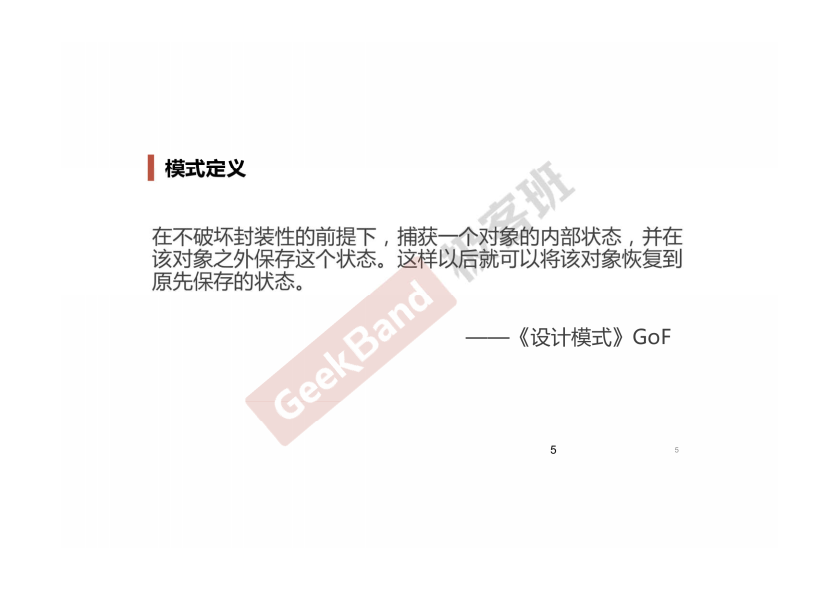 模式定义
在不破坏封装性的前提下，捕获一个对象的内部状态，并在
该对象之外保存这个状态。这样以后就可以将该对象恢复到
原先保存的状态。
——《设计模式》GoF
GeekBand 极客班
5
5